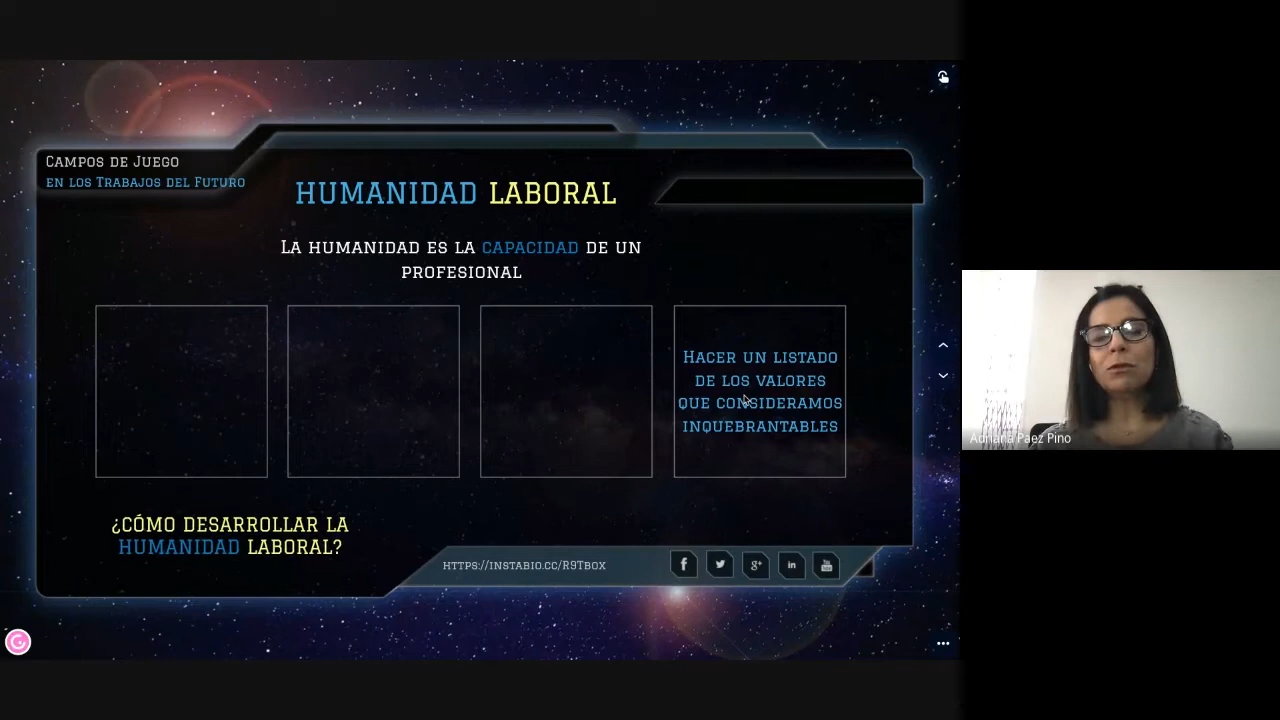 Campos de Juego
en los Trabajos del Futuro
HUMANIDAD LABORAL
La humanidad es la capacidad de un
profesional
Hacer un listado
de los valores
que consideramos
inquebrantables
¿CÓMO DESARROLLAR LA
HUMANIDAD LABORAL?
https://instabio.cc/R9Tbox
f
g+
in
You
Adriana Paez Pino